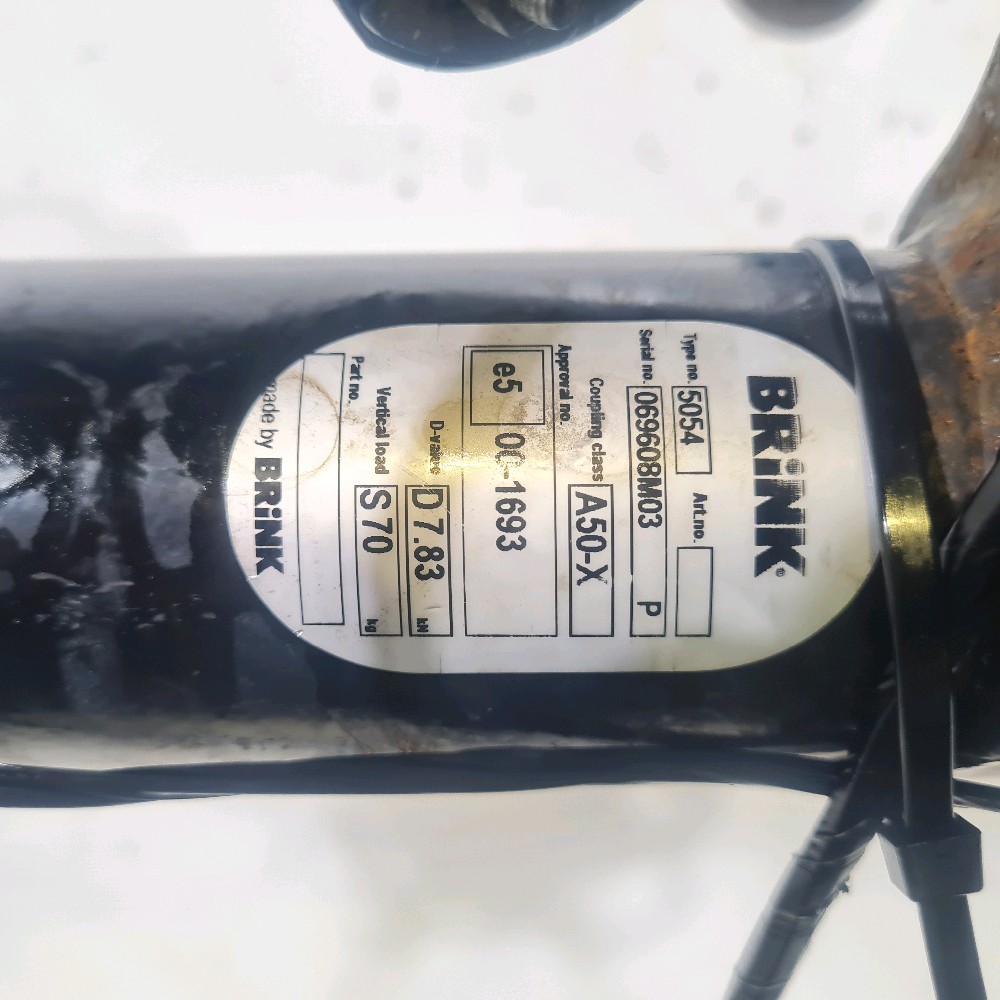 BRiNK®
Type no. 5054 Art.no.
Serial no. 069608M03 P
Coupling class A50-X
Approval no.
e5 00-1693
D-value D 7.83 kN
Vertical load S 70 kg
Part no.
made by BRiNK